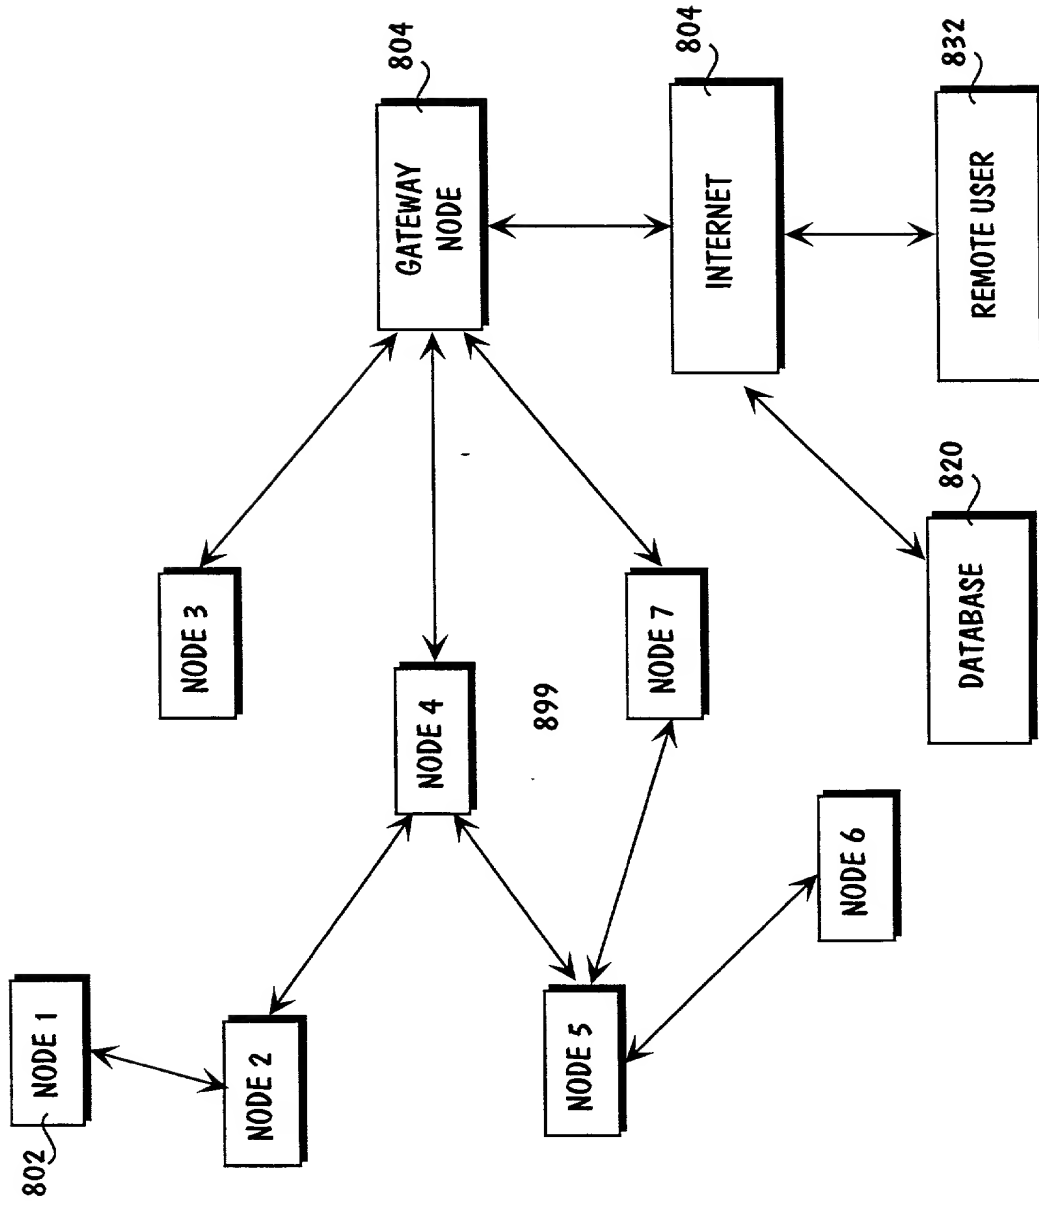 802
NODE 1
NODE 2
NODE 3
NODE 4
804
GATEWAY
NODE
899
NODE 5
NODE 7
804
INTERNET
NODE 6
820
DATABASE
832
REMOTE USER